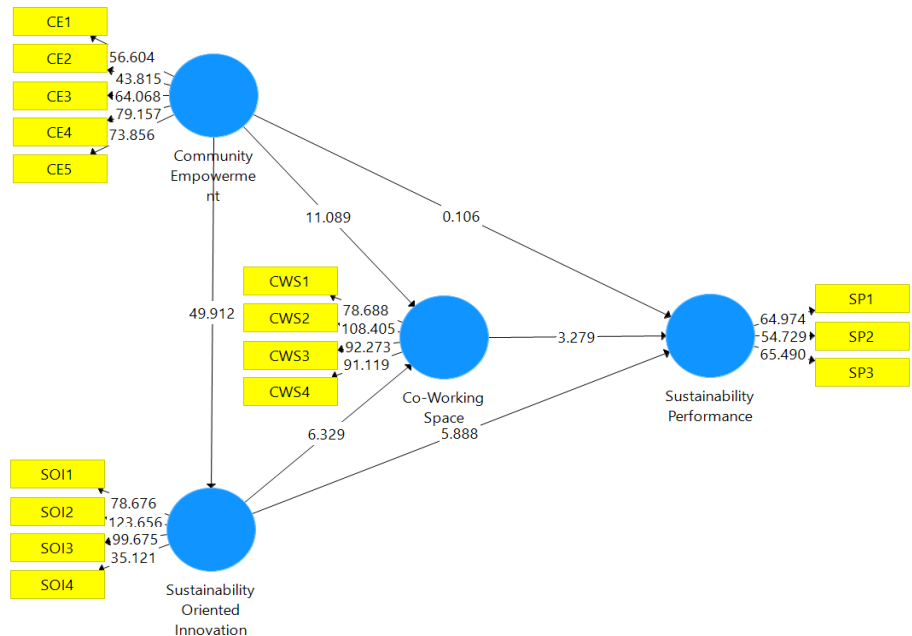 CE1
CE2
CE3
CE4
CE5
56.604
43.815
64.068
79.157
73.856
Community
Empowerme
nt
11.089
0.106
49.912
CWS1
CWS2
CWS3
CWS4
78.688
108.405
92.273
91.119
Co-Working
Space
3.279
SP1
SP2
SP3
64.974
54.729
65.490
Sustainability
Performance
6.329
5.888
SOI1
SOI2
SOI3
SOI4
78.676
123.656
99.675
35.121
Sustainability
Oriented
Innovation